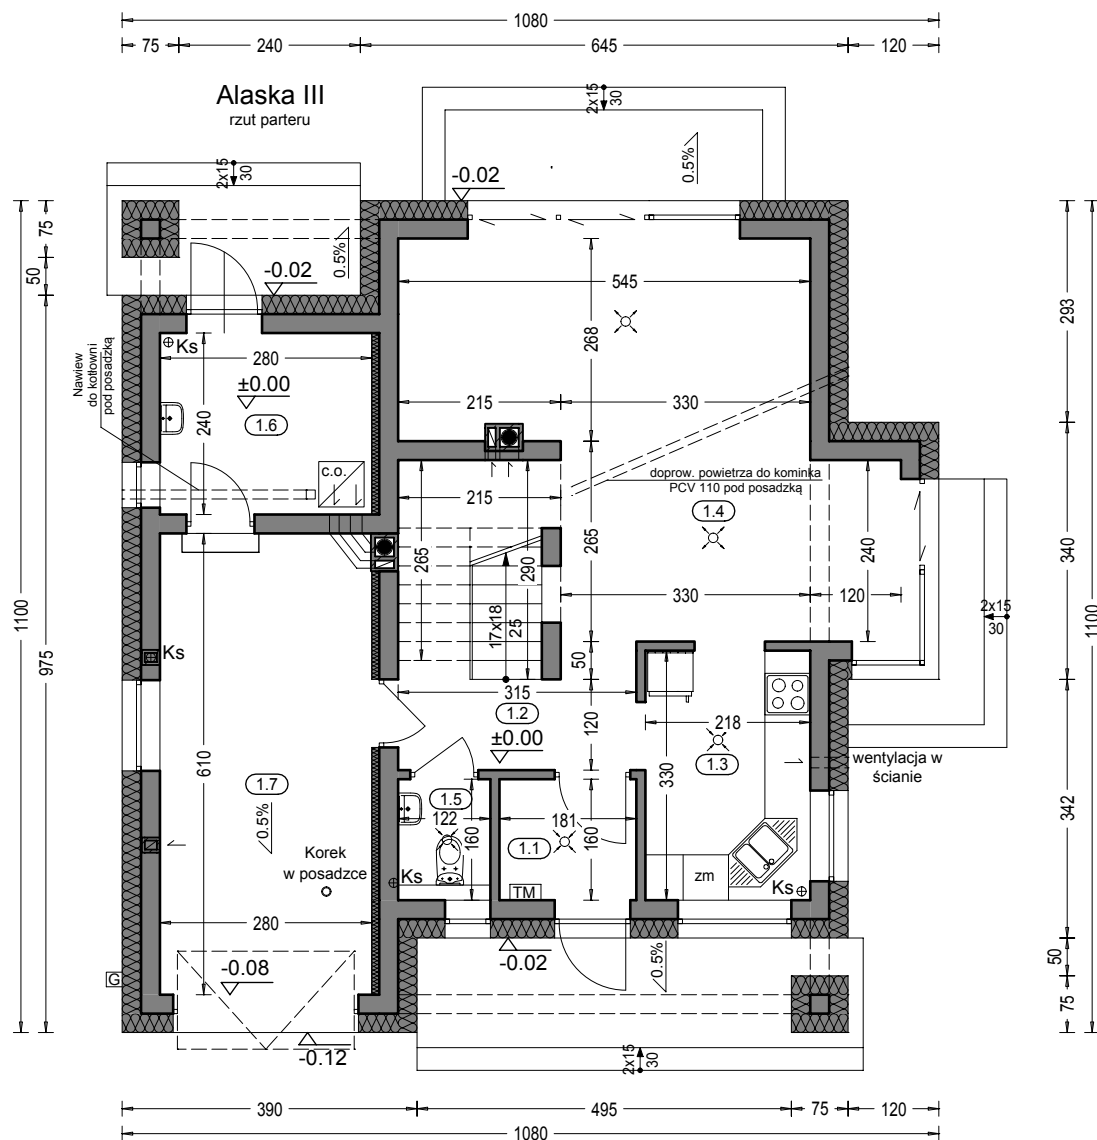 1080
75
240
645
120
Alaska III
rzut parteru
2x15
30
2x15
30
0.5%
-0.02
0.5%
-0.02
75
50
1100
975
545
268
293
Nawiew
do kotłowni
pod posadzką
Ks
280
±0.00
1.6
240
215
330
c.o.
doprow. powietrza do kominka
PCV 110 pod posadzką
215
1.4
265
290
265
240
340
1100
17x18
25
330
120
2x15
30
Ks
50
315
1.2
±0.00
120
218
1.3
330
wentylacja w
ścianie
610
1.7
0.5%
1.5
122
160
181
1.1
160
342
Korek
w posadzce
Ks
TM
zm
Ks
280
-0.02
0.5%
G
-0.08
-0.12
50
75
2x15
30
390
495
75
120
1080